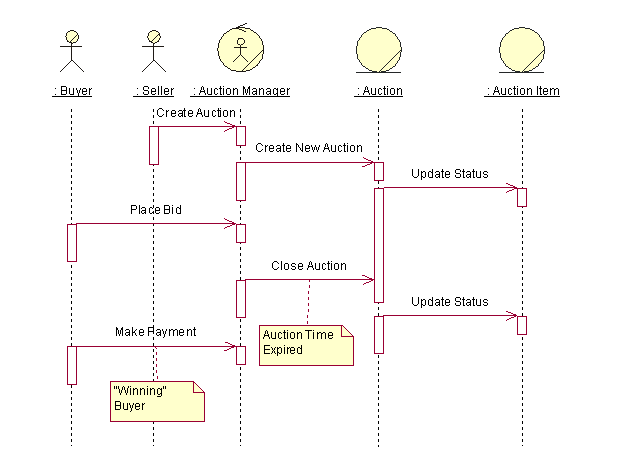 : Buyer
: Seller
: Auction Manager
: Auction
: Auction Item
Create Auction
Create New Auction
Update Status
Place Bid
Close Auction
Update Status
Make Payment
Auction Time
Expired
"Winning"
Buyer